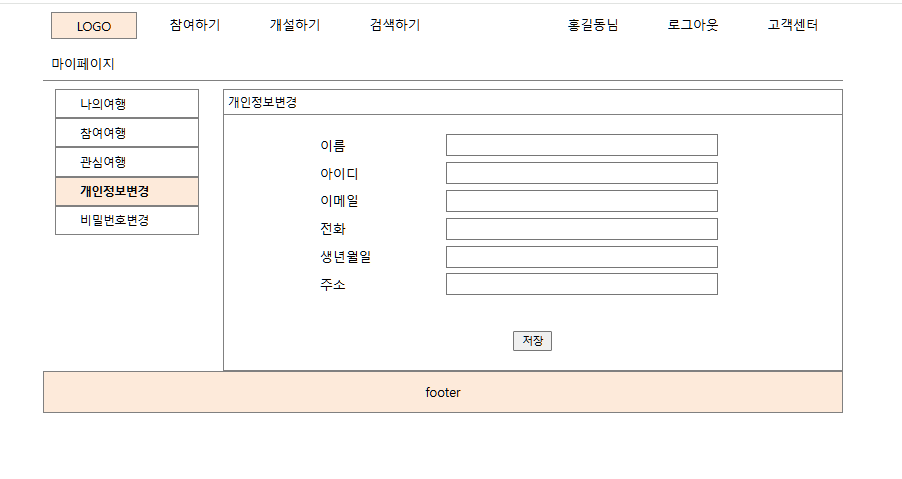 LOGO 참여하기 개설하기 검색하기 홍길동님 로그아웃 고객센터
마이페이지
나의여행
참여여행
관심여행
개인정보변경
비밀번호변경
개인정보변경
이름
아이디
이메일
전화
생년월일
주소
저장
footer